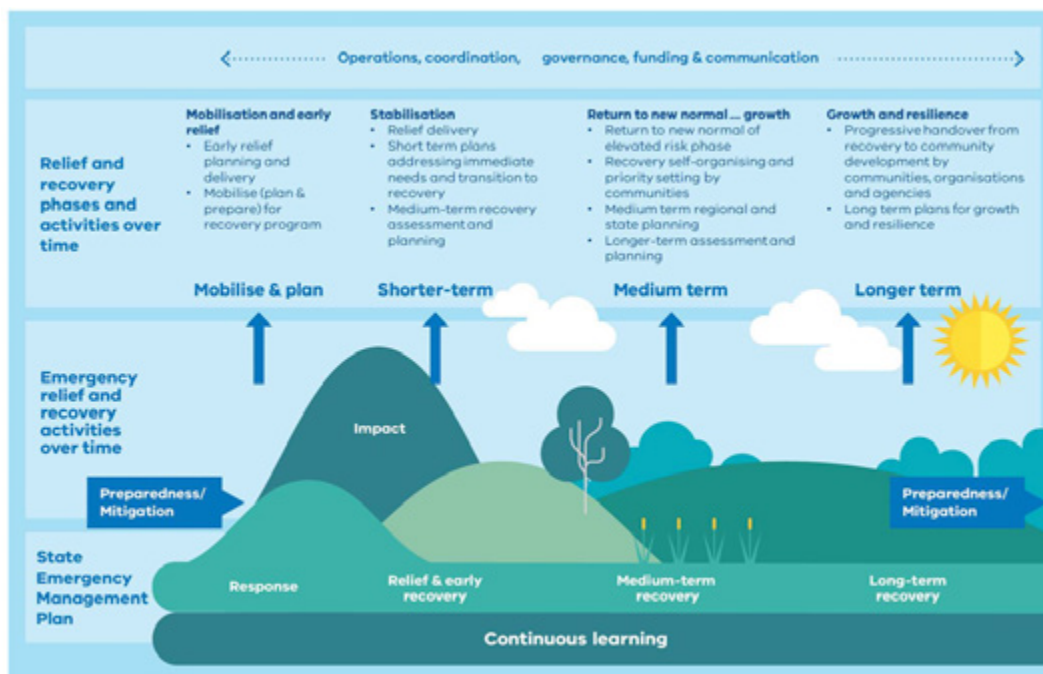 Operations, coordination, governance, funding & communication
Relief and
recovery
phases and
activities over
time
Mobilisation and early
relief
• Early relief
planning and
delivery
• Mobilise (plan &
prepare) for
recovery program
Mobilise & plan
Stabilisation
• Relief delivery
• Short term plans
addressing immediate
needs and transition to
recovery
• Medium-term recovery
assessment and
planning
Shorter-term
Return to new normal ... growth
• Return to new normal of
elevated risk phase
• Recovery self-organising and
priority setting by
communities
• Medium term regional and
state planning
• Longer-term assessment and
planning
Medium term
Growth and resilience
• Progressive handover from
recovery to community
development by
communities, organisations
and agencies
• Long term plans for growth
and resilience
Longer term
Emergency
relief and
recovery
activities
over time
Impact
Preparedness/
Mitigation
Preparedness/
Mitigation
State
Emergency
Management
Plan
Response
Relief & early
recovery
Medium-term
recovery
Long-term
recovery
Continuous learning